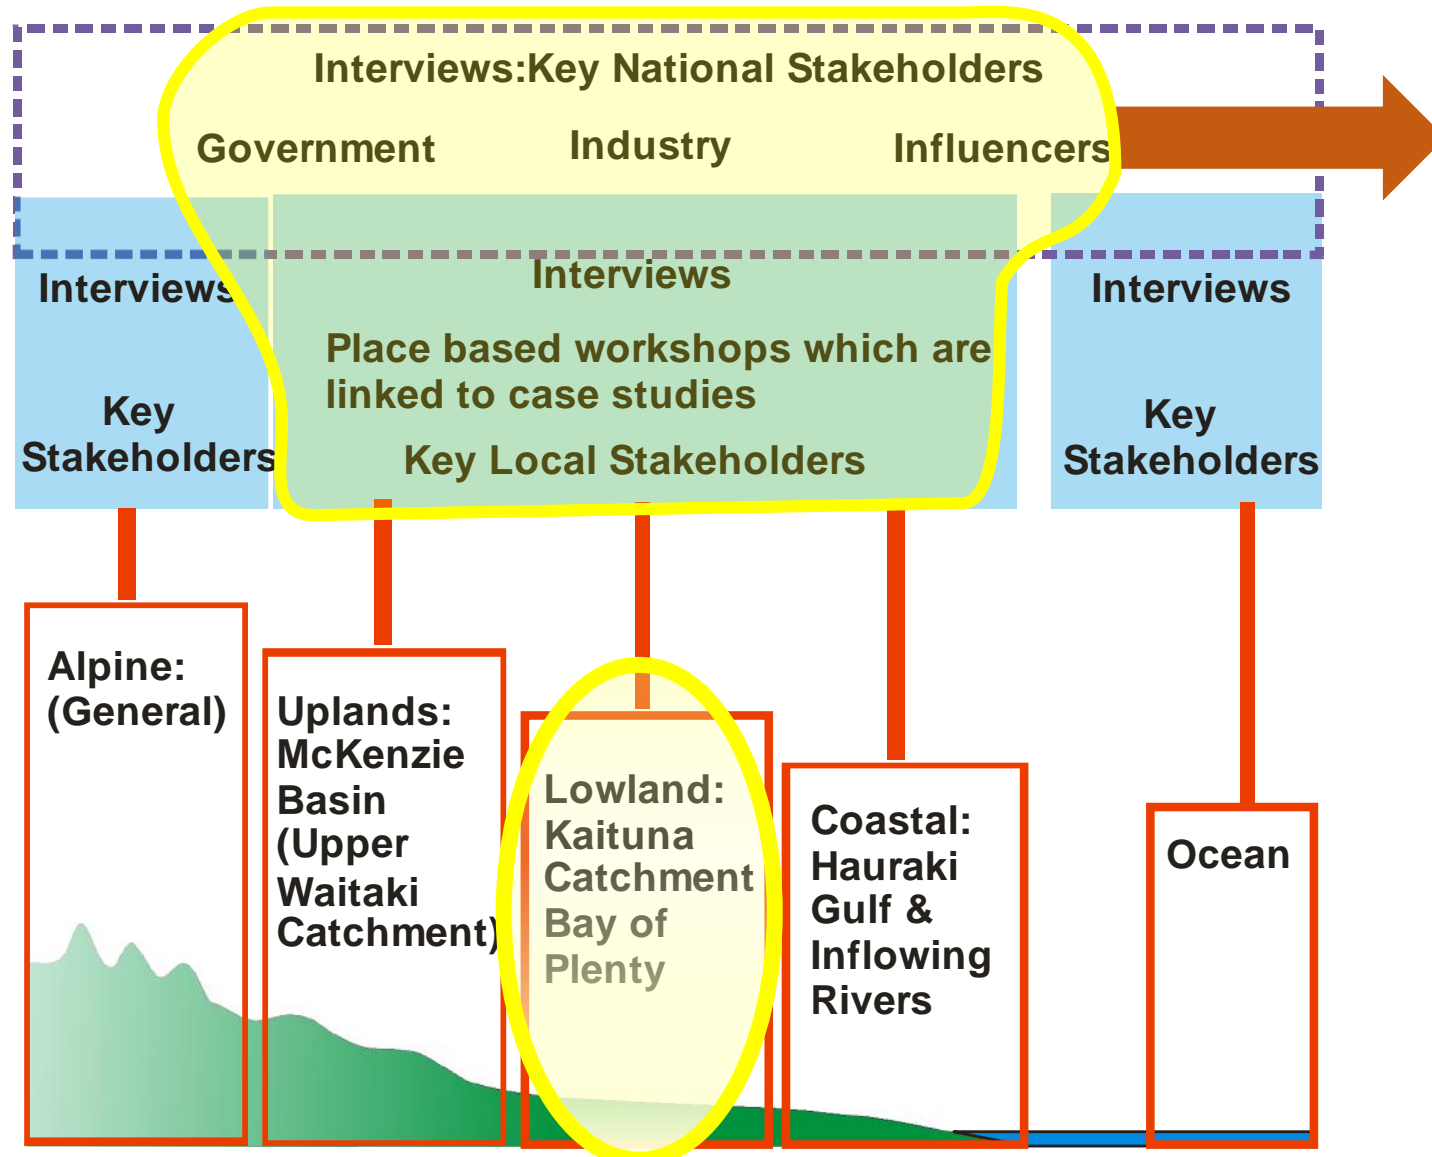 Interviews:Key National Stakeholders
Government
Industry
Influencers
Interviews
Key
Stakeholders
Interviews
Place based workshops which are
linked to case studies
Key Local Stakeholders
Interviews
Key
Stakeholders
Alpine:
(General)
Uplands:
McKenzie
Basin
(Upper
Waitaki
Catchment)
Lowland:
Kaituna
Catchment
Bay of
Plenty
Coastal:
Hauraki
Gulf &
Inflowing
Rivers
Ocean